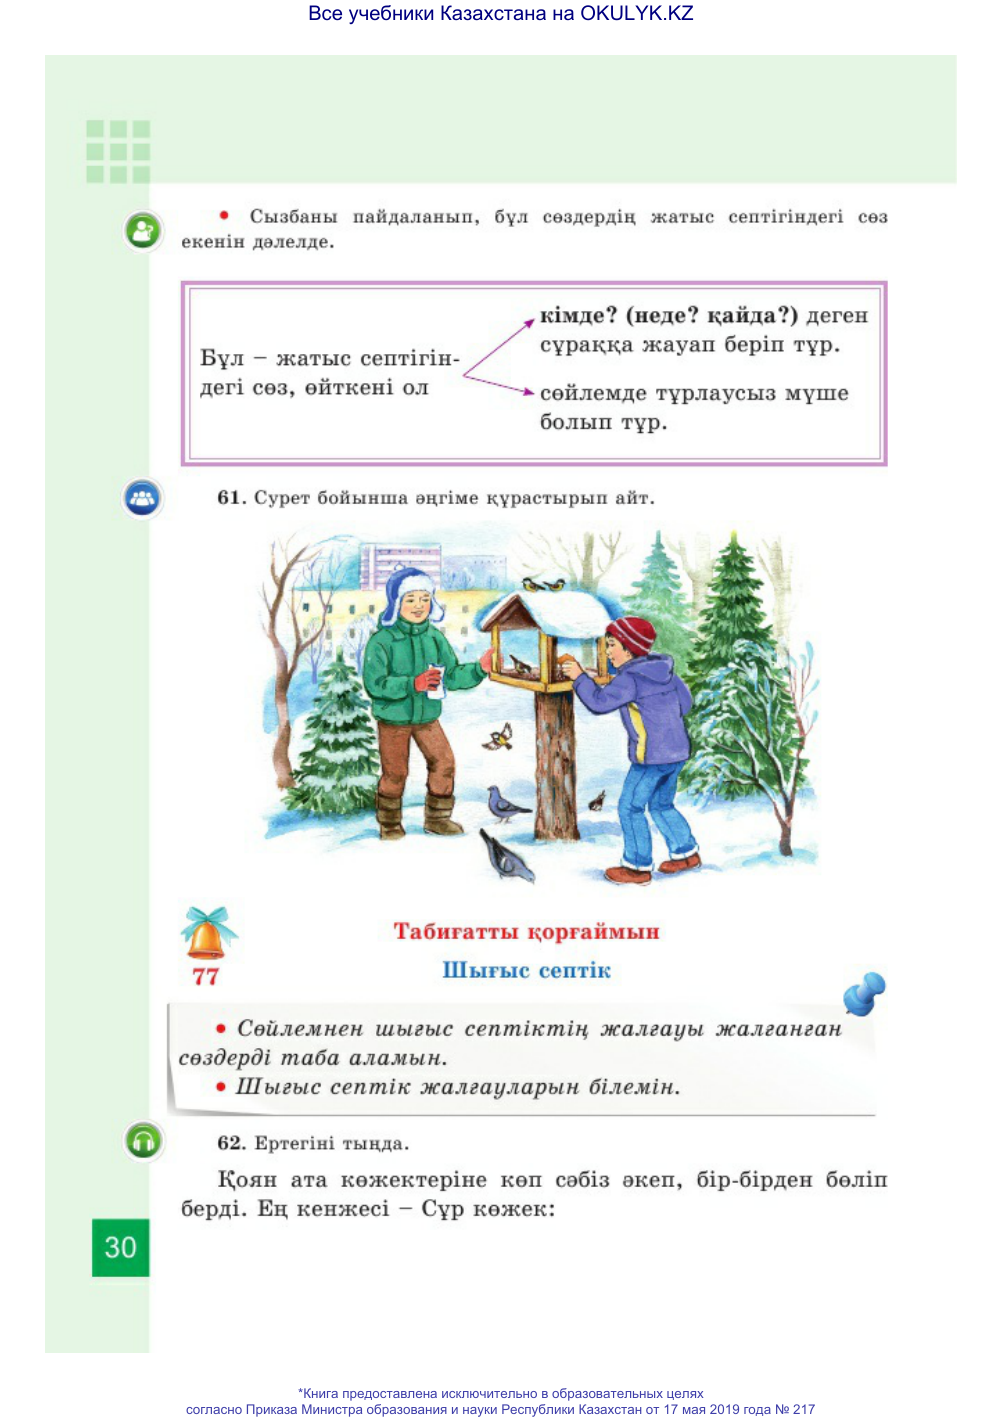 Все учебники Казахстана на OKULYK.KZ
• Сызбаны пайдаланып, бұл сөздердің жатыс септігіндегі сөз
екенін дәлелде.
Бұл – жатыс септігін-
дегі сөз, өйткені ол
кімде? (неде? қайда?) деген
сұраққа жауап беріп тұр.
сөйлемде тұрлаусыз мүше
болып тұр.
61. Сурет бойынша әңгіме құрастырып айт.
Табиғатты қорғаймын
77
Шығыс септік
• Сөйлемнен шығыс септіктің жалғауы жалғанған
сөздерді таба аламын.
• Шығыс септік жалғауларын білемін.
62. Ертегіні тыңда.
Қоян ата көжектеріне көп сәбіз әкеп, бір-бірден бөліп
берді. Ең кенжесі – Сұр көжек:
30
*Книга предоставлена исключительно в образовательных целях
согласно Приказа Министра образования и науки Республики Казахстан от 17 мая 2019 года № 217